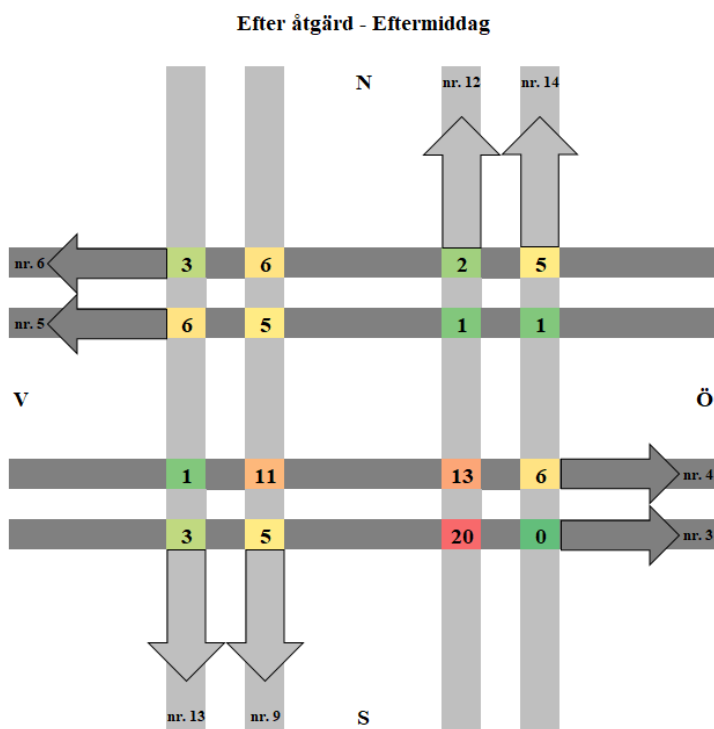 Efter åtgärd - Eftermiddag
N nr. 12 nr. 14
nr. 6 3 6 2 5
nr. 5 6 5 1 1
V Ö
1 11 13 6 nr. 4
3 5 20 0 nr. 3
nr. 13 nr. 9 S